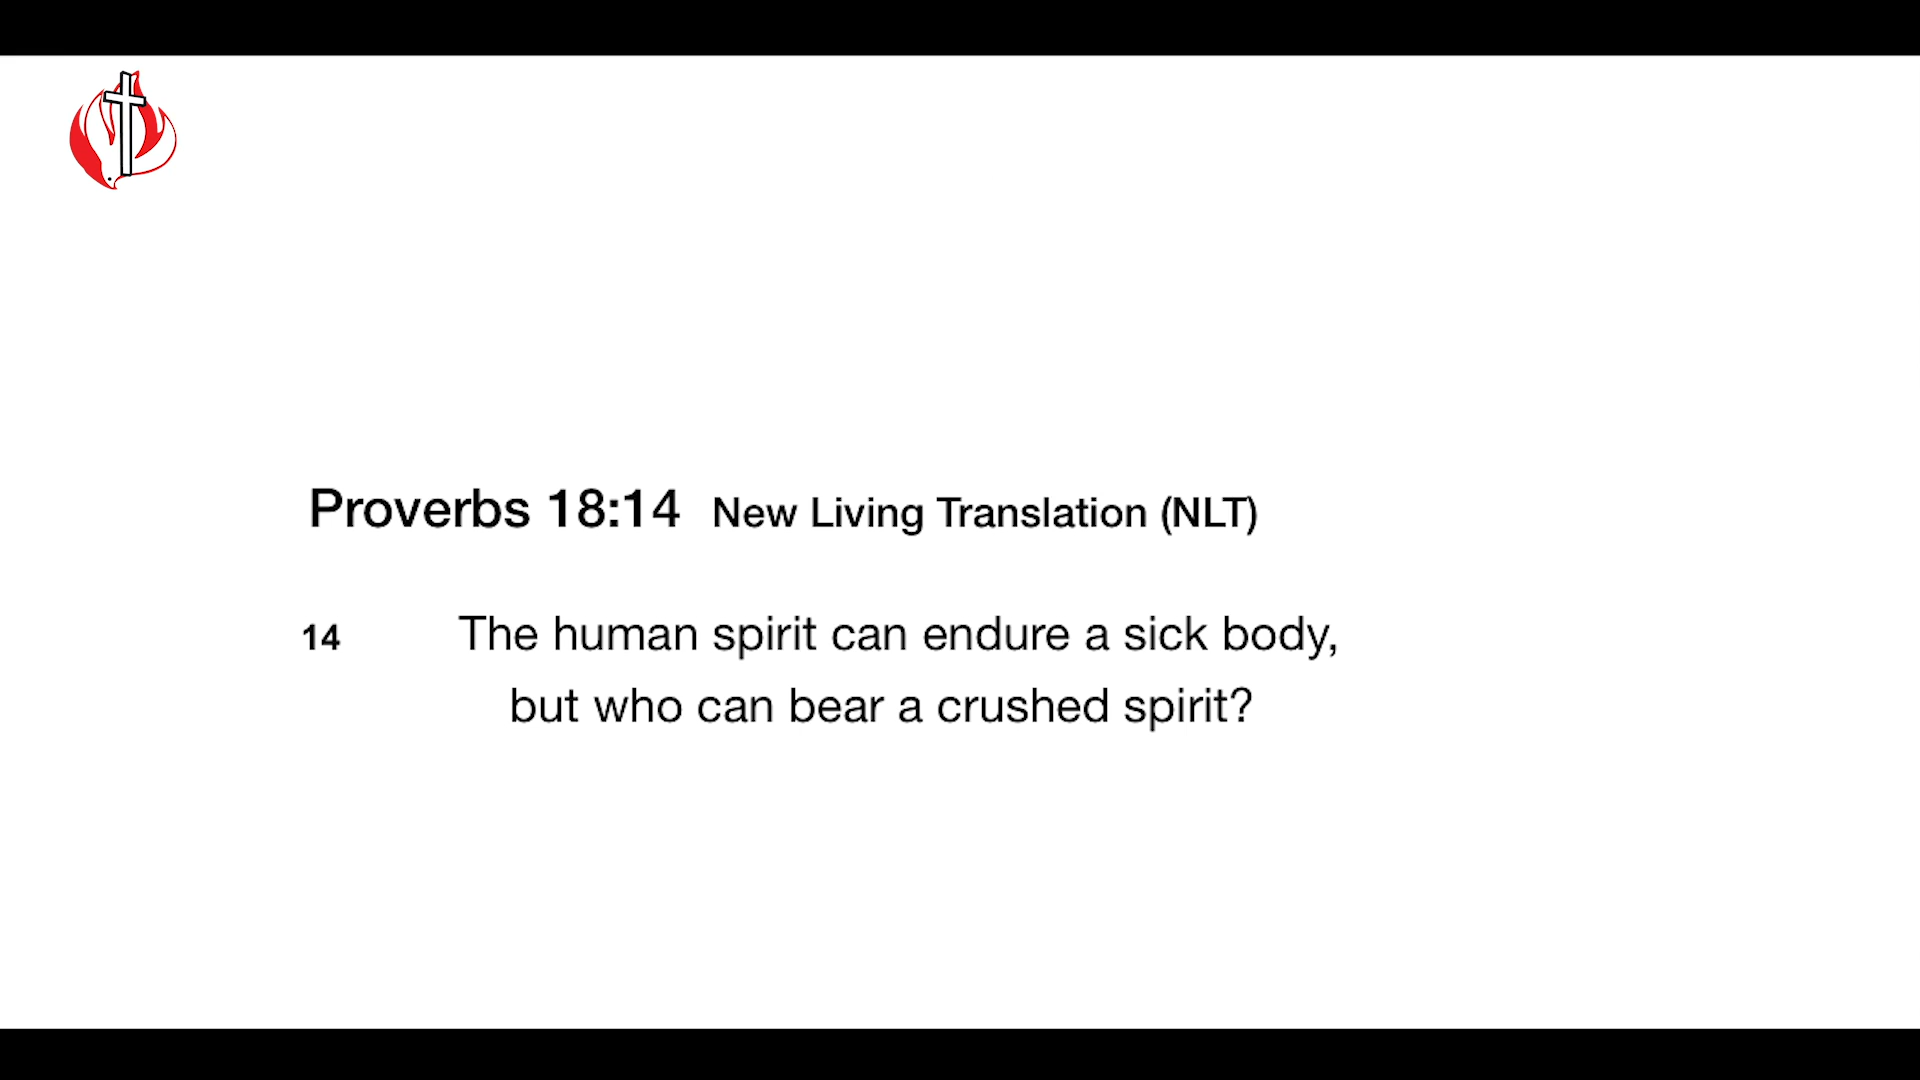 Proverbs 18:14 New Living Translation (NLT)
14 The human spirit can endure a sick body,
but who can bear a crushed spirit?